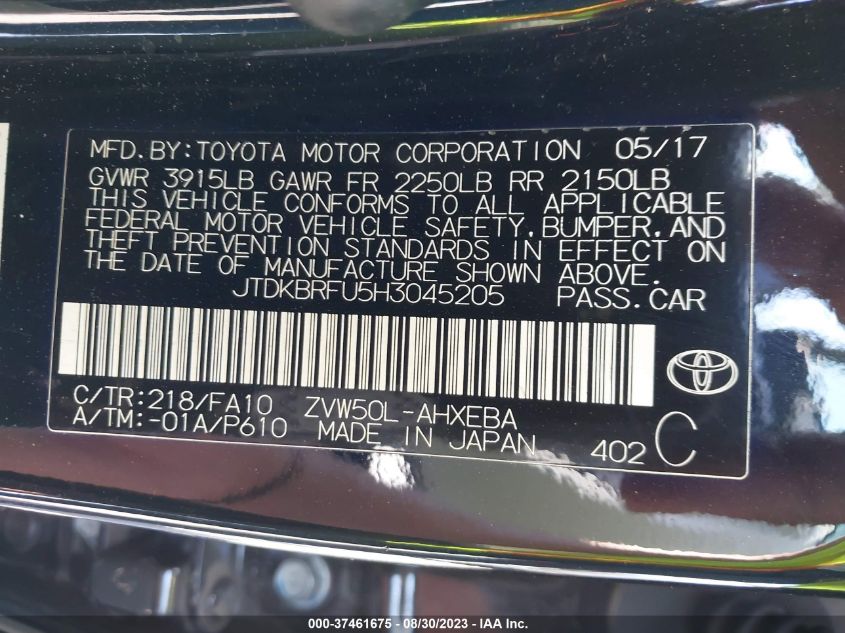 MFD.BY:TOYOTA MOTOR CORPORATION 05/17
GVWR 3915LB GAWR FR 2250LB RR 2150LB
THIS VEHICLE CONFORMS TO ALL APPLICABLE
FEDERAL MOTOR VEHICLE SAFETY,BUMPER,AND
THEFT PREVENTION STANDARDS IN EFFECT ON
THE DATE OF MANUFACTURE SHOWN ABOVE.
JTDKBRFU5H3045205 PASS.CAR
C/TR:218/FA10 ZVW50L-AHXEBA
A/TM:-01A/P610 MADE IN JAPAN 402 C
000-37461675 - 08/30/2023 - Copyright © 2023 - IAA Inc.